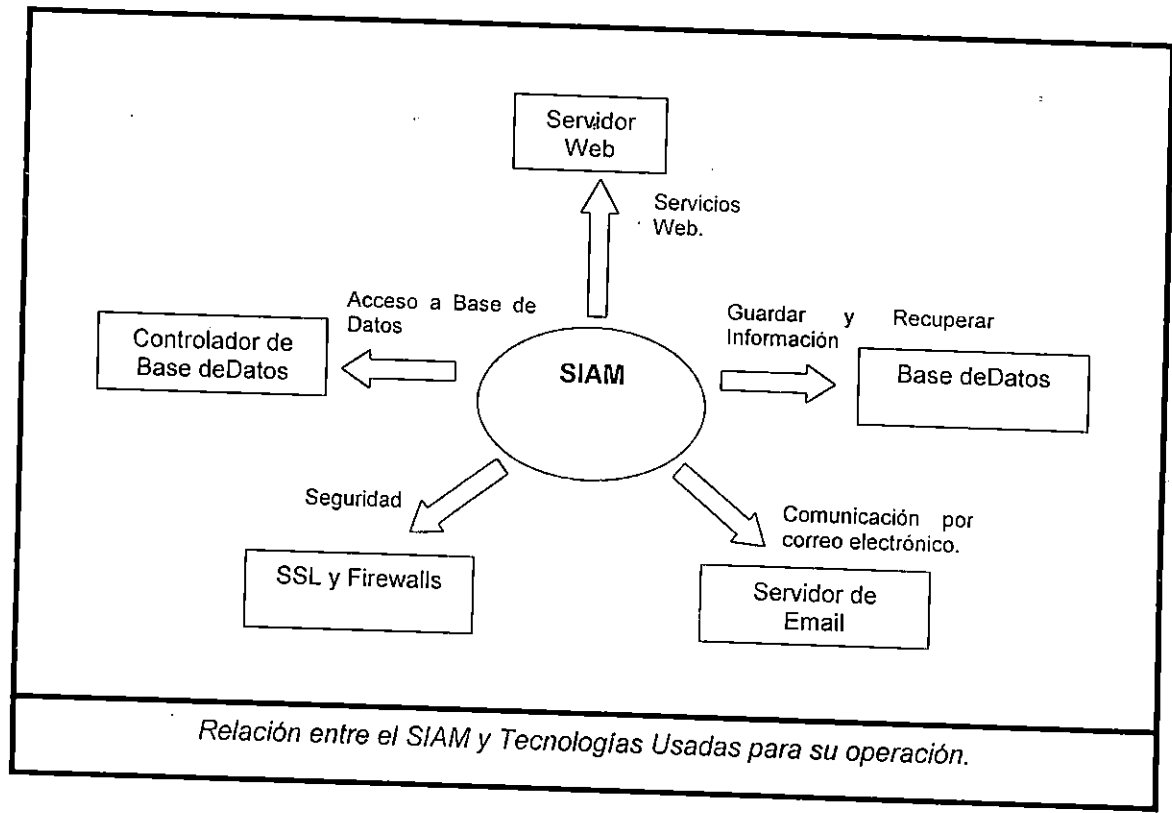 Servidor
Web
Servicios
Web.
Acceso a Base de
Datos
Controlador de
Base deDatos
SIAM
Guardar y Recuperar
Información
Base deDatos
Seguridad
SSL y Firewalls
Comunicación por
correo electrónico.
Servidor de
Email
Relación entre el SIAM y Tecnologías Usadas para su operación.